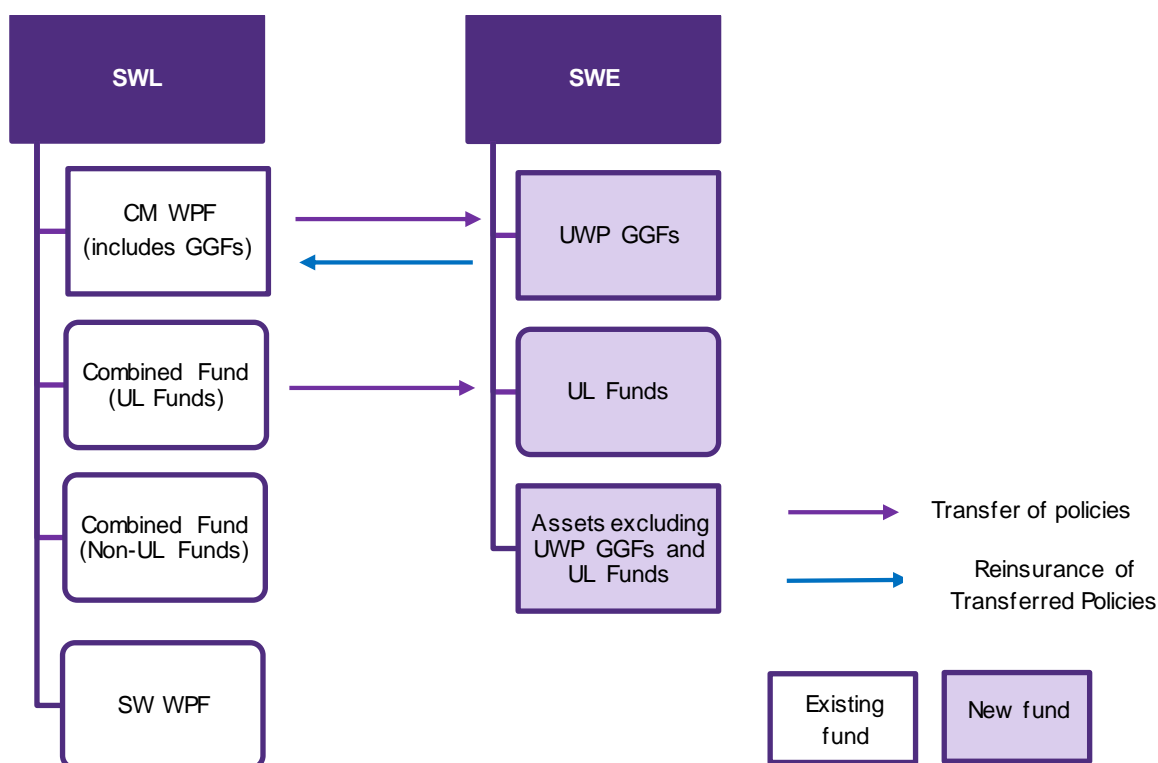 SWL
SWE
CM WPF
(includes GGFs)
UWP GGFs
Combined Fund
(UL Funds)
UL Funds
Combined Fund
(Non-UL Funds)
Assets excluding
UWP GGFs and
UL Funds
Transfer of policies
Reinsurance of
Transferred Policies
SW WPF
Existing
fund
New fund